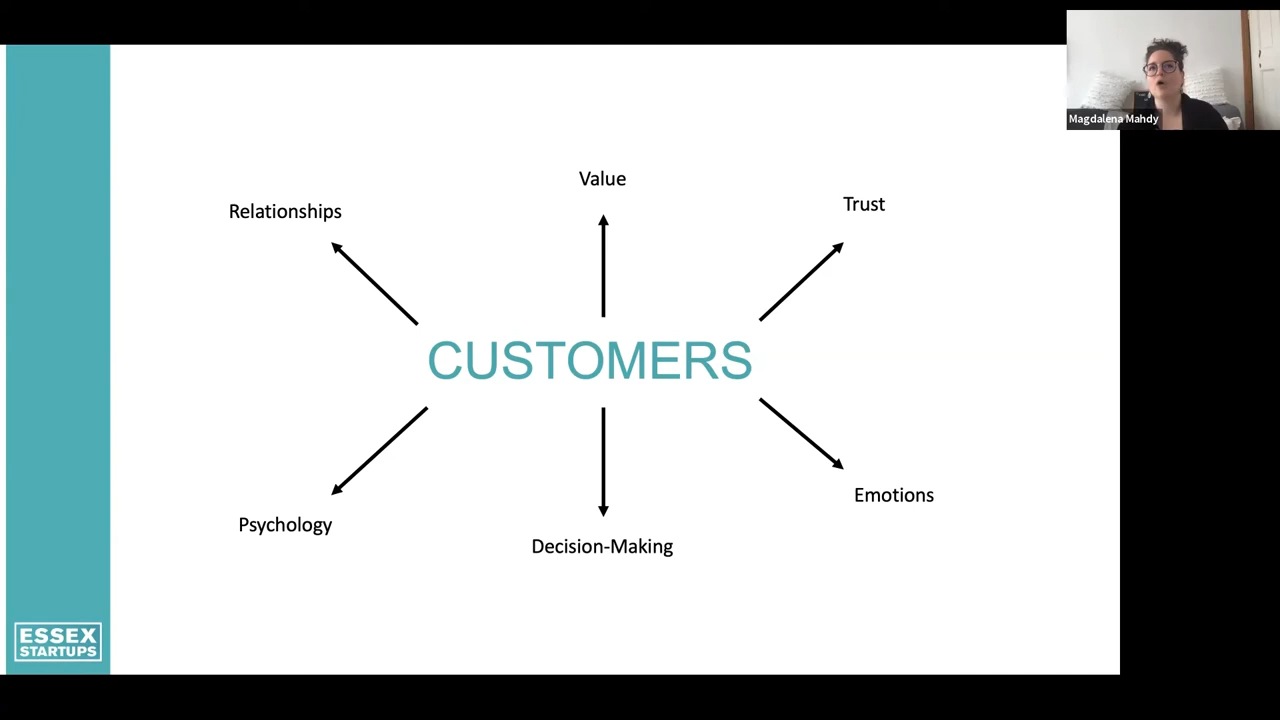 Magdalena Mahdy
Value
Trust
Relationships
CUSTOMERS
Emotions
Psychology
Decision-Making
ESSEX
STARTUPS